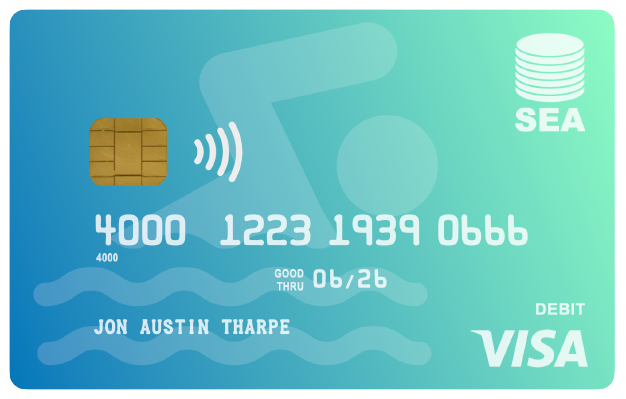 SEA
4000 1223 1939 0666
4000
GOOD THRU 06/26
JON AUSTIN THARPE
DEBIT
VISA